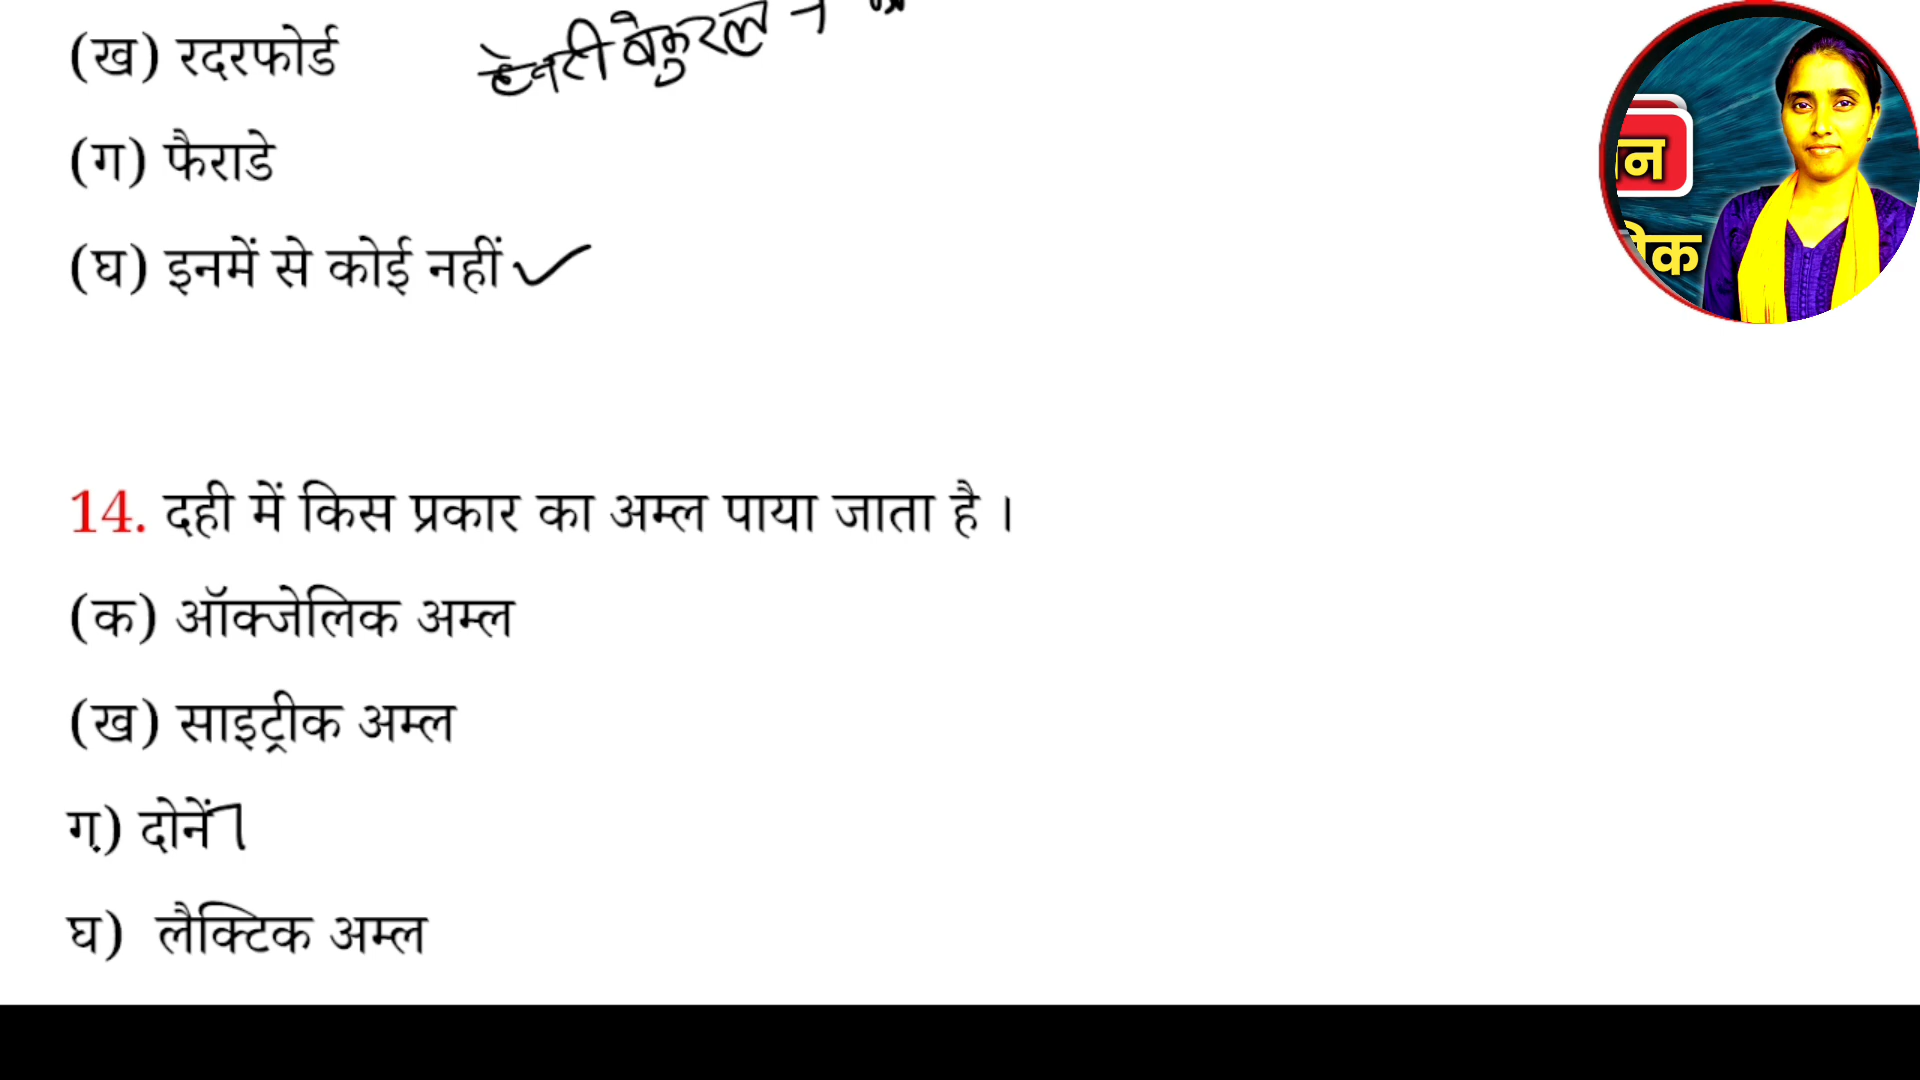 (ख) रदरफोर्ड
हेनरी बेकुरल ने
(ग) फैराडे
(घ) इनमें से कोई नहीं ✓
14. दही में किस प्रकार का अम्ल पाया जाता है ।
(क) ऑक्जेलिक अम्ल
(ख) साइट्रीक अम्ल
ग़) दोनें
घ) लैक्टिक अम्ल